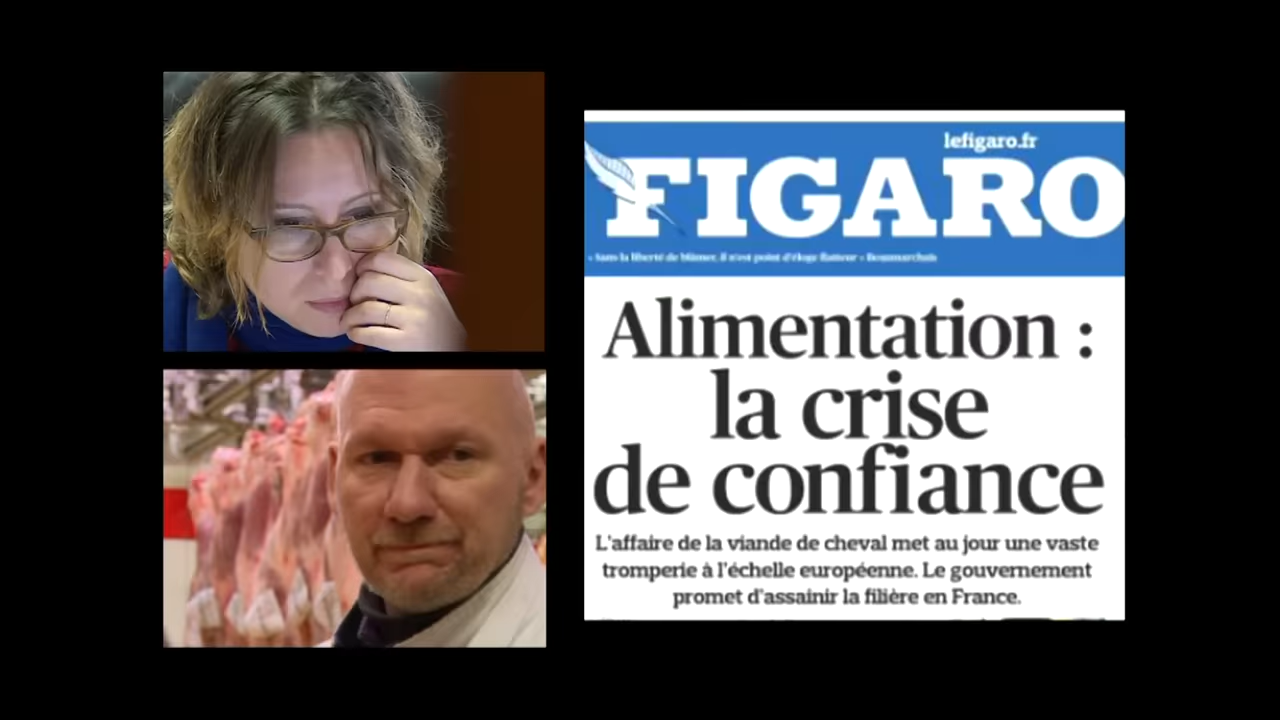 lefigaro.fr
FIGARO
« Sans la liberté de blâmer, il n'est point d'éloge flatteur » Beaumarchais
Alimentation :
la crise
de confiance
L'affaire de la viande de cheval met au jour une vaste
tromperie à l'échelle européenne. Le gouvernement
promet d'assainir la filière en France.